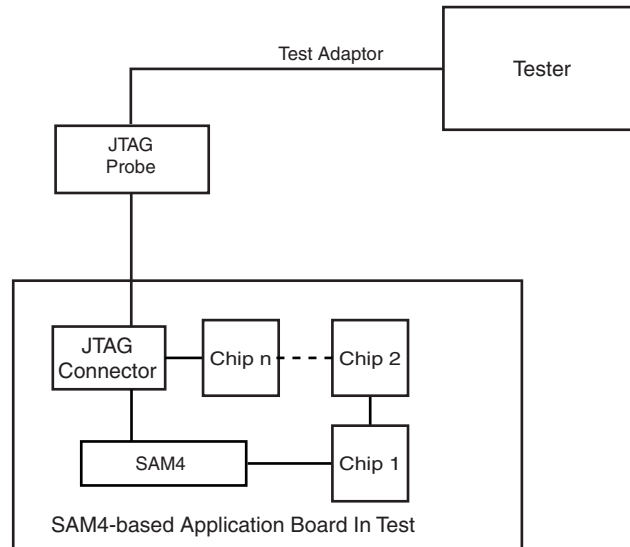 Test Adaptor
Tester
JTAG
Probe
JTAG
Connector
Chip n
Chip 2
SAM4
Chip 1
SAM4-based Application Board In Test